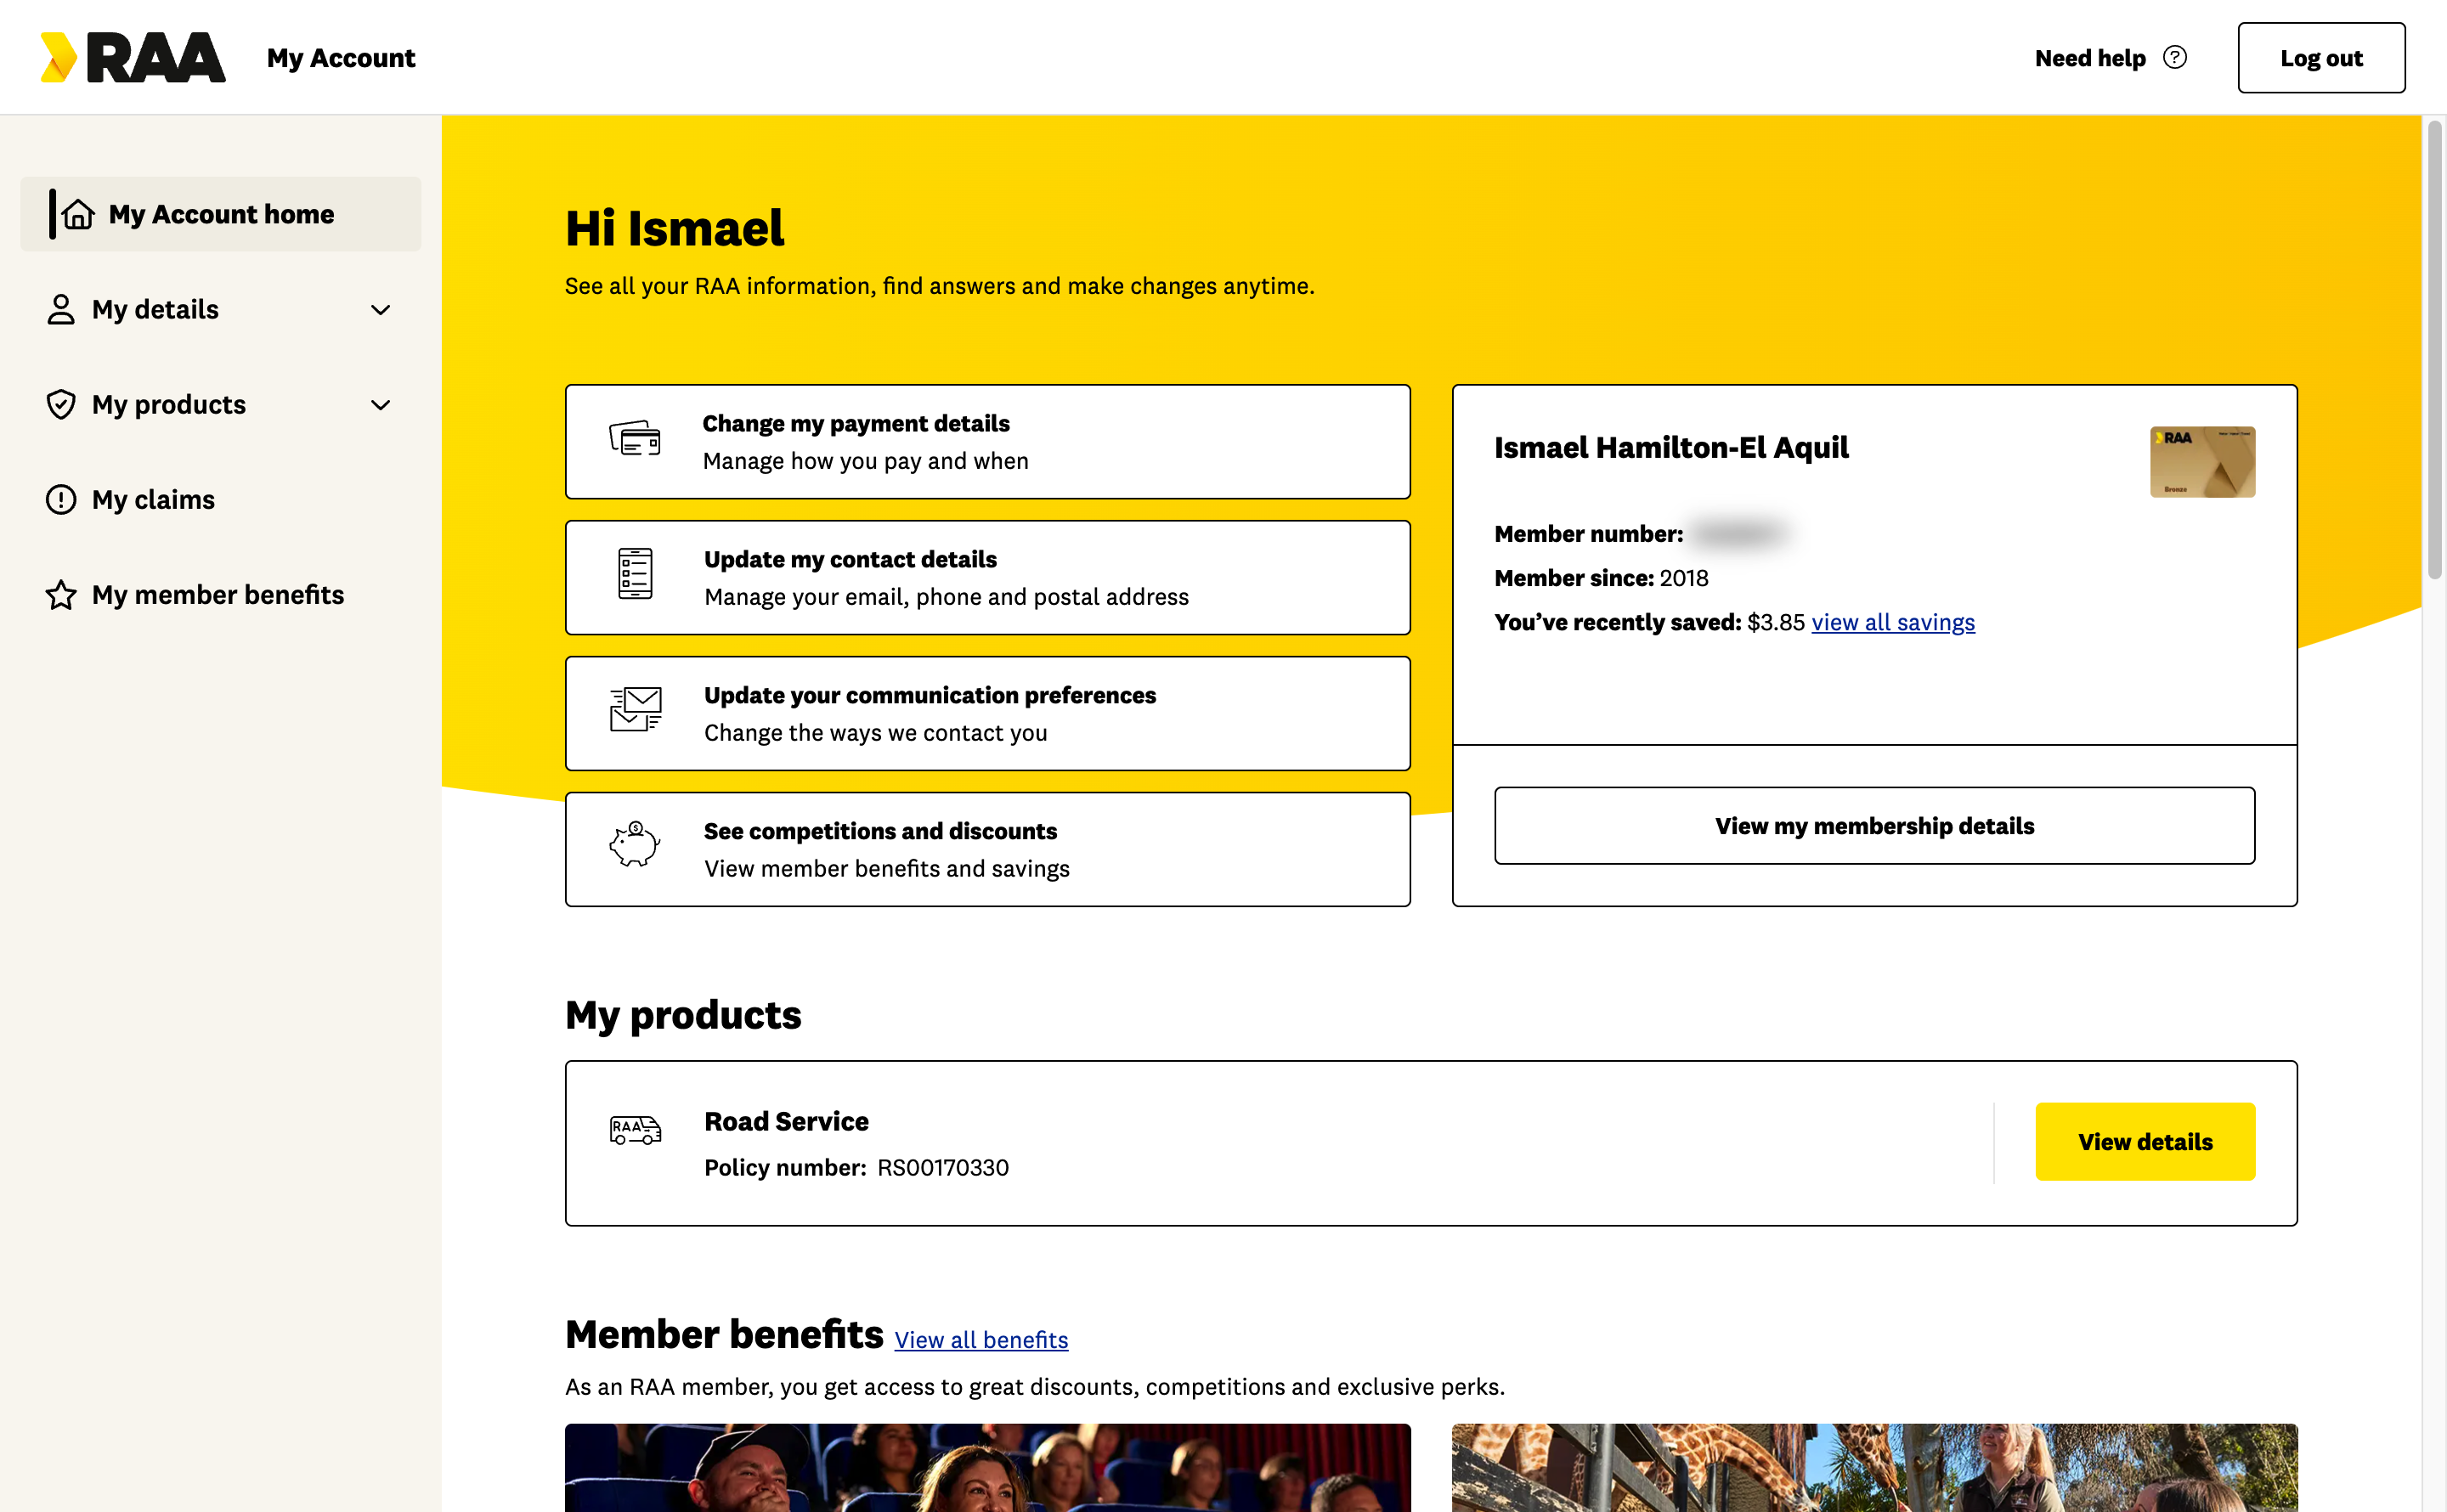 RAA
My Account
Need help
Log out
My Account home
My details
My products
My claims
My member benefits
Hi Ismael
See all your RAA information, find answers and make changes anytime.
Change my payment details
Manage how you pay and when
Update my contact details
Manage your email, phone and postal address
Update your communication preferences
Change the ways we contact you
See competitions and discounts
View member benefits and savings
Ismael Hamilton-El Aquil
RAA
Bronze
Member number:
Member since: 2018
You’ve recently saved: $3.85 view all savings
View my membership details
My products
RAA
Road Service
Policy number: RS00170330
View details
Member benefits View all benefits
As an RAA member, you get access to great discounts, competitions and exclusive perks.